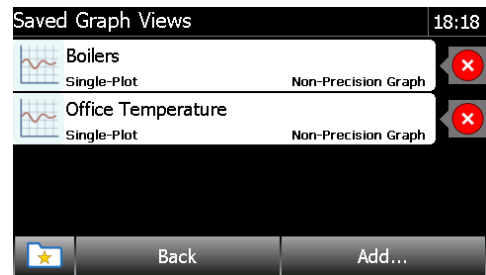 Saved Graph Views 18:18
Boilers
Single-Plot Non-Precision Graph
Office Temperature
Single-Plot Non-Precision Graph
Back Add...